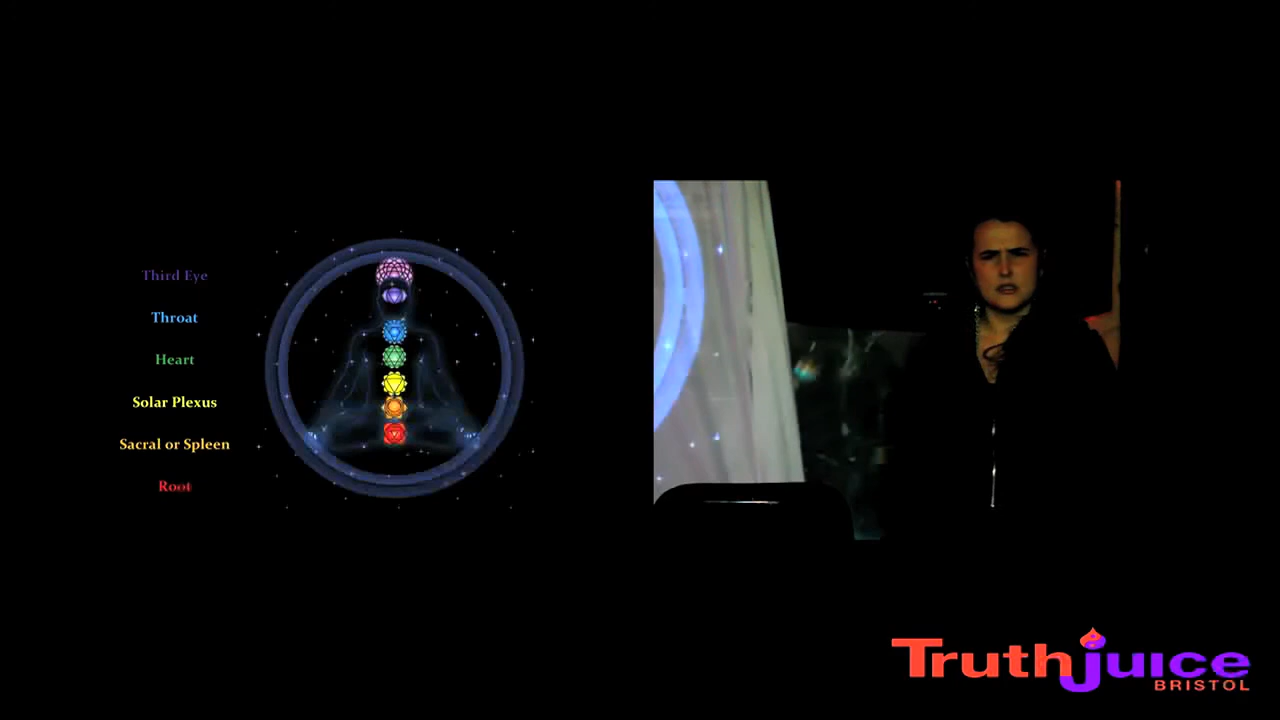 Third Eye
Throat
Heart
Solar Plexus
Sacral or Spleen
Root
Truthjuice
BRISTOL